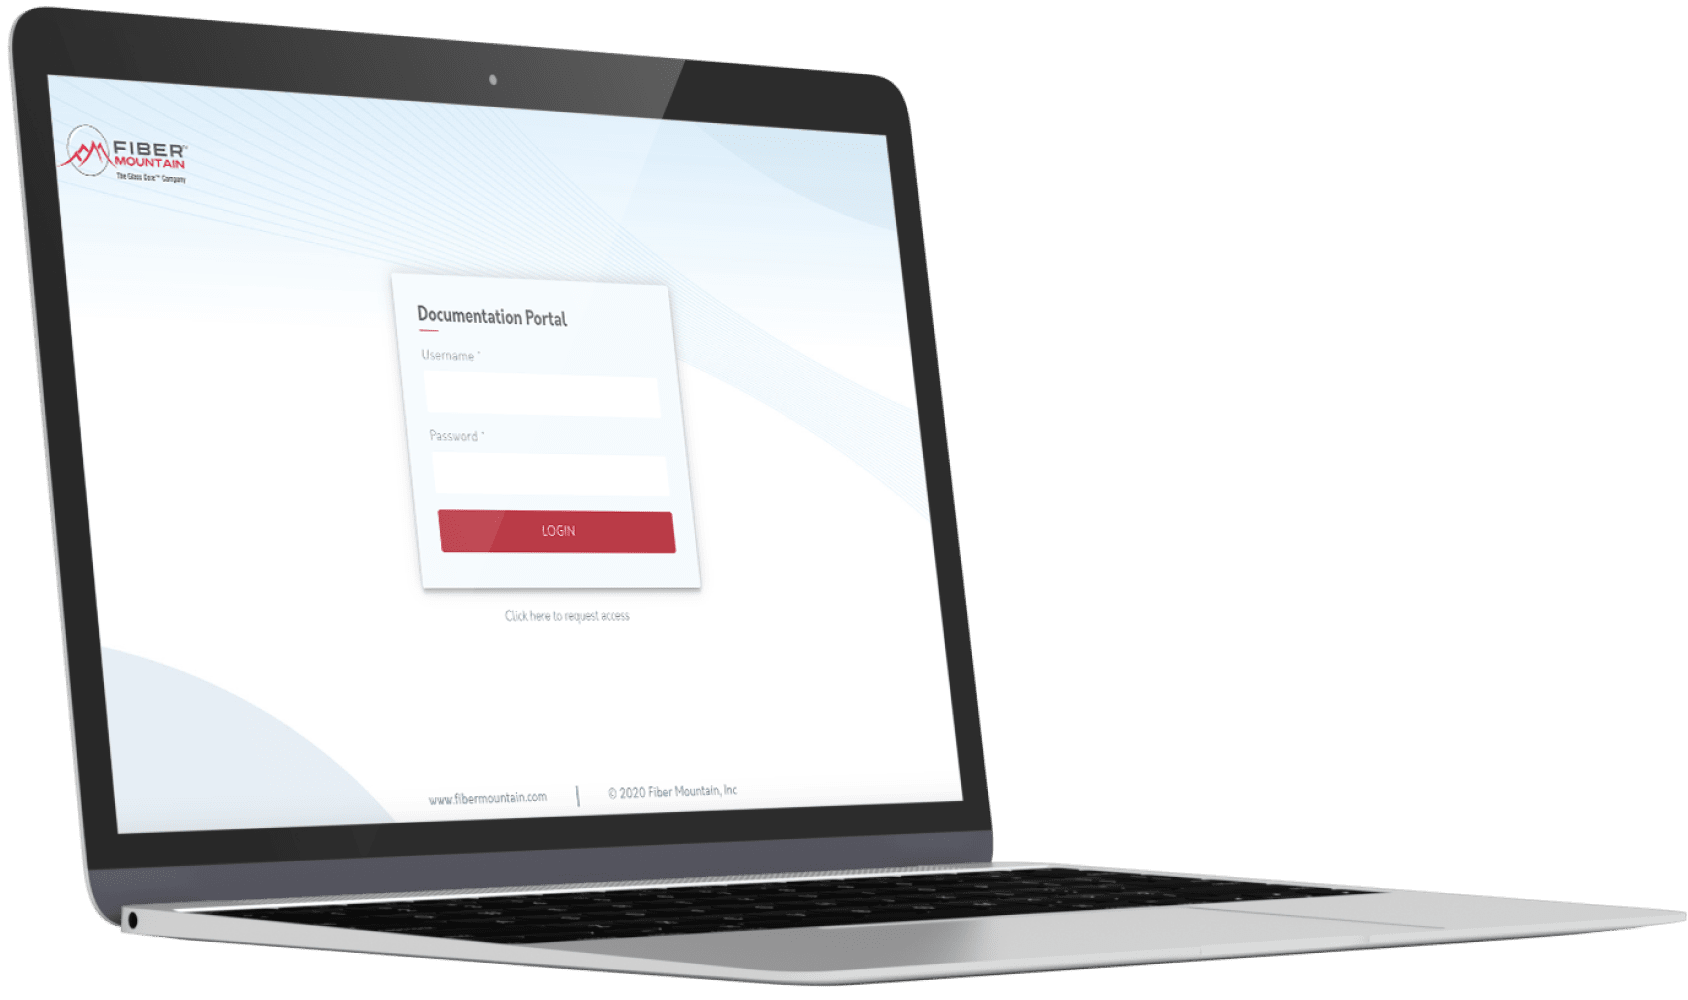 FIBER™
MOUNTAIN
The Glass Core™ Company
Documentation Portal
Username *
Password *
LOGIN
Click here to request access
www.fibermountain.com | © 2020 Fiber Mountain, Inc